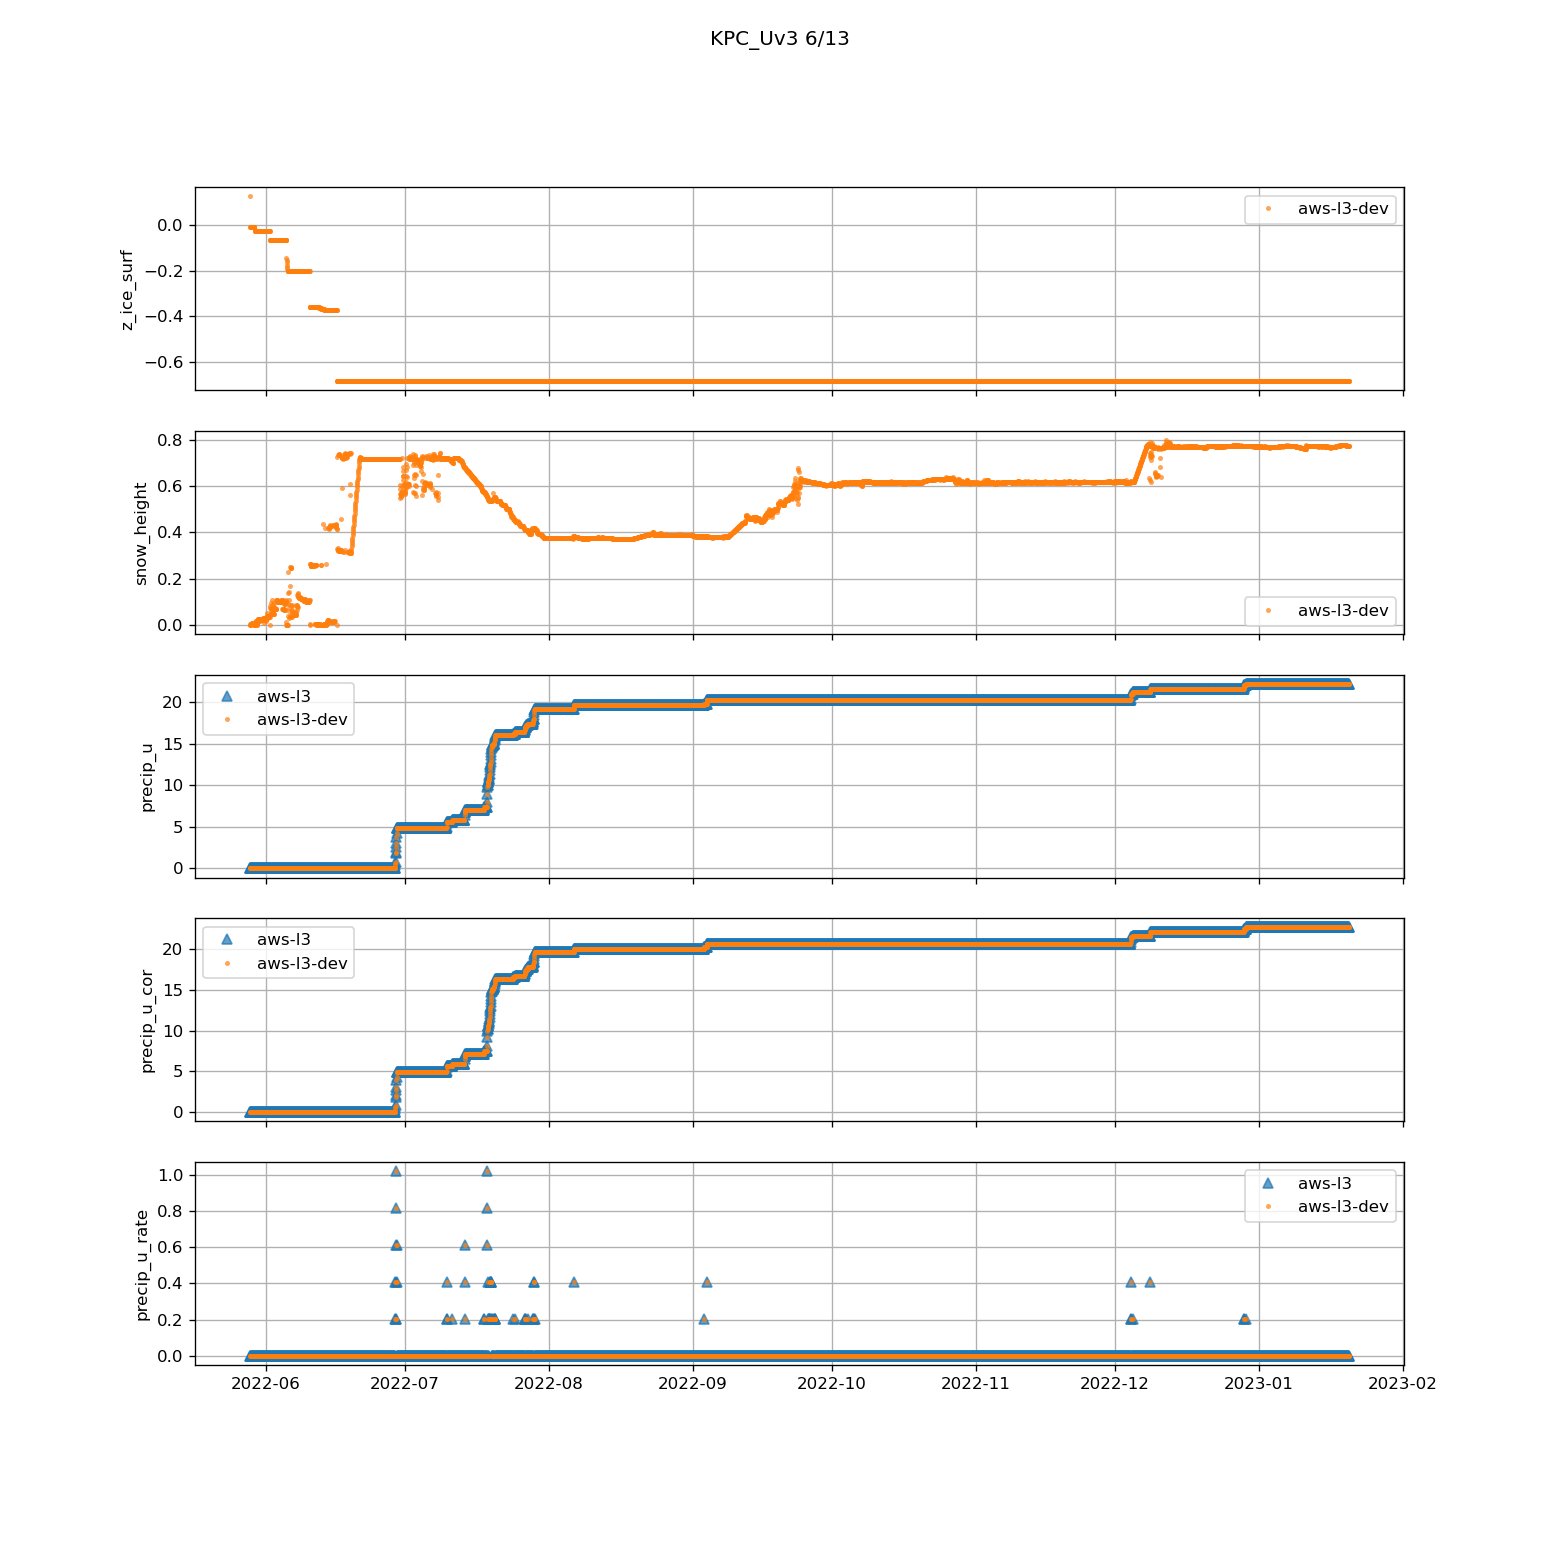 KPC_Uv3 6/13
z_ice_surf
0.0
−0.2
−0.4
−0.6
aws-l3-dev
snow_height
0.8
0.6
0.4
0.2
0.0
aws-l3-dev
precip_u
20
15
10
5
0
aws-l3
aws-l3-dev
precip_u_cor
20
15
10
5
0
aws-l3
aws-l3-dev
precip_u_rate
1.0
0.8
0.6
0.4
0.2
0.0
aws-l3
aws-l3-dev
2022-06 2022-07 2022-08 2022-09 2022-10 2022-11 2022-12 2023-01 2023-02